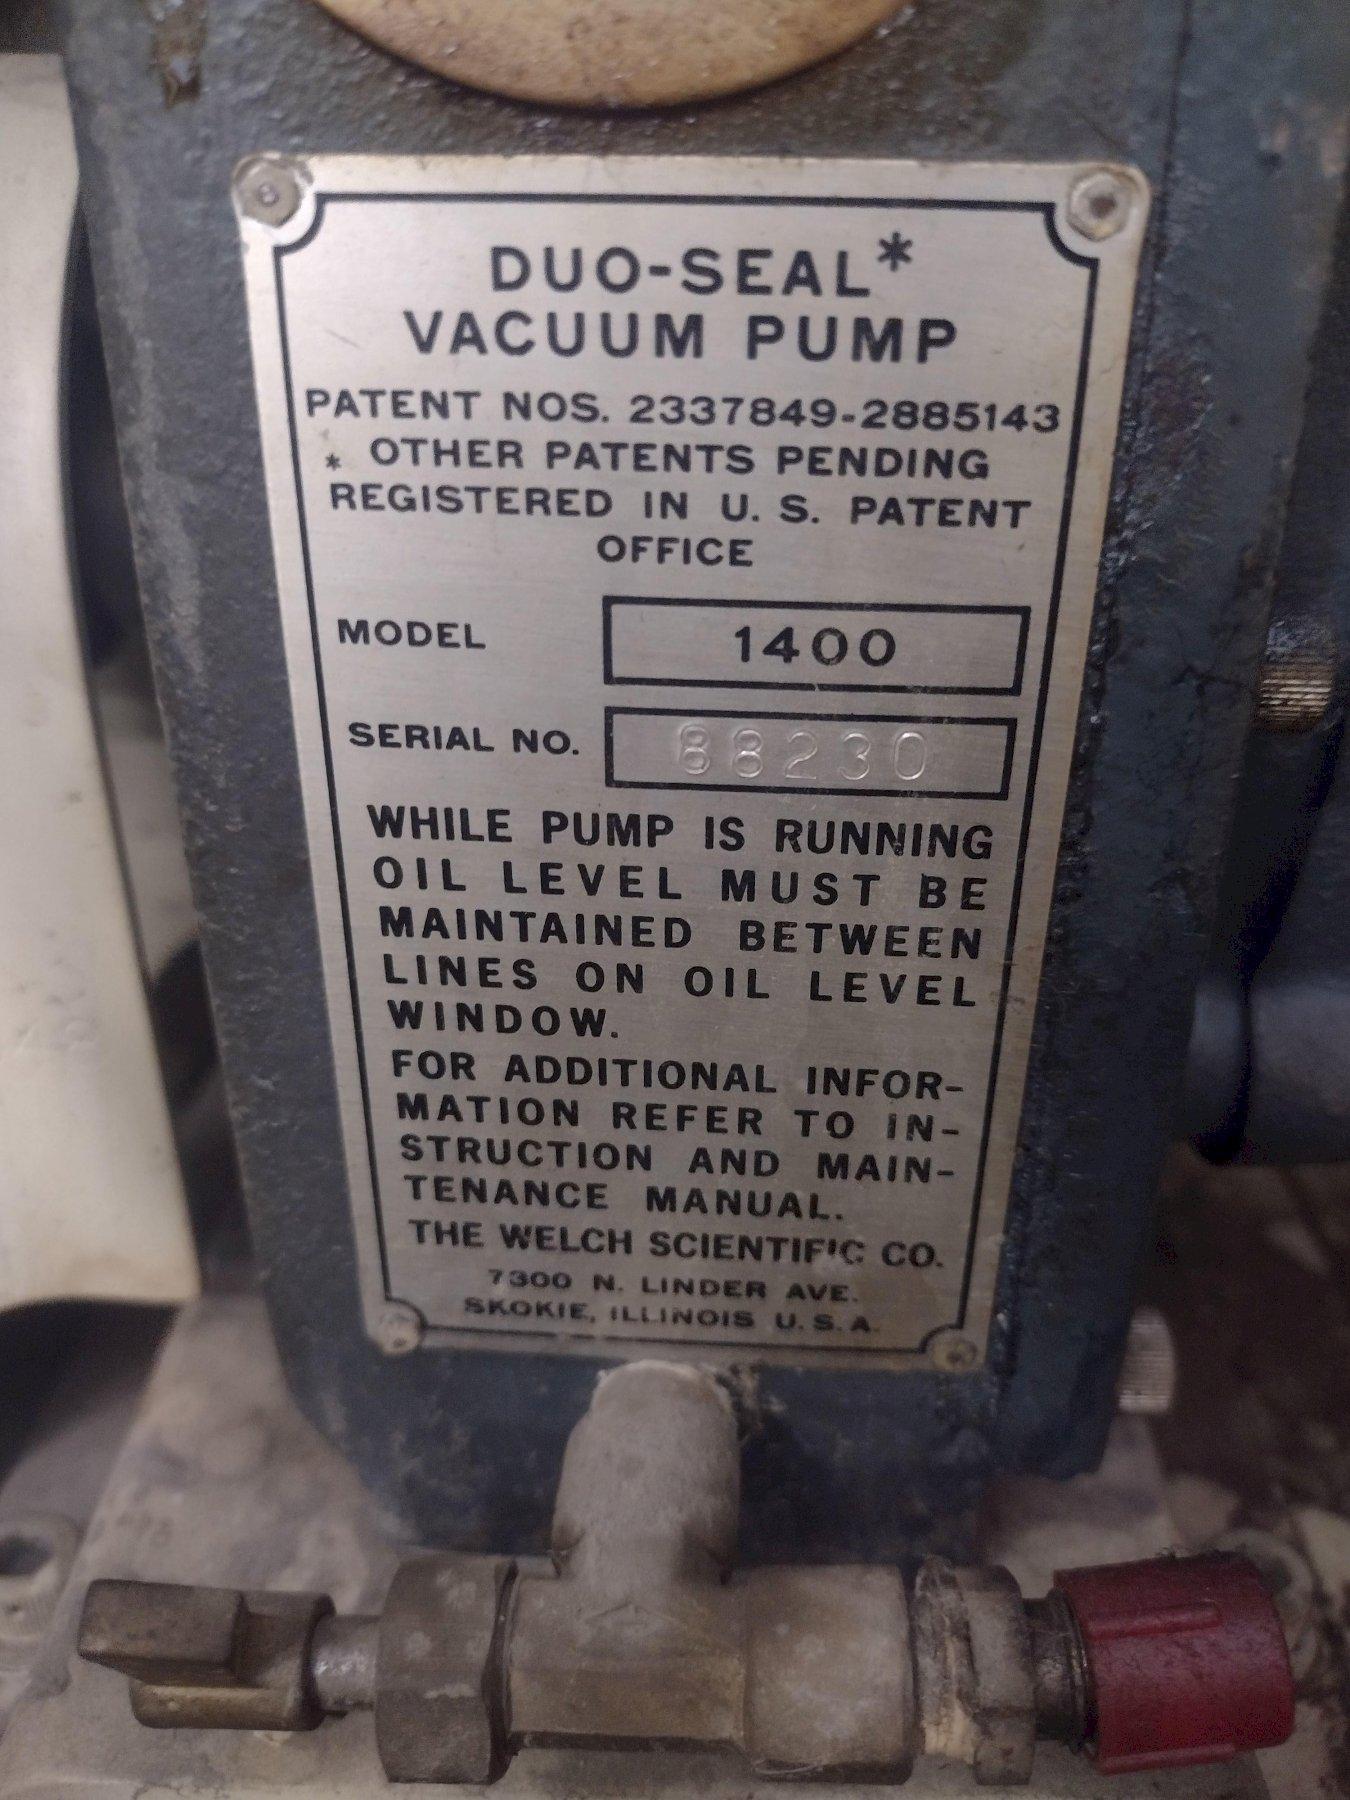 DUO-SEAL*
VACUUM PUMP
PATENT NOS. 2337849-2885143
* OTHER PATENTS PENDING
REGISTERED IN U. S. PATENT
OFFICE
MODEL 1400
SERIAL NO. 88230
WHILE PUMP IS RUNNING
OIL LEVEL MUST BE
MAINTAINED BETWEEN
LINES ON OIL LEVEL
WINDOW.
FOR ADDITIONAL INFOR-
MATION REFER TO IN-
STRUCTION AND MAIN-
TENANCE MANUAL.
THE WELCH SCIENTIFIC CO.
7300 N. LINDER AVE.
SKOKIE, ILLINOIS U. S. A.